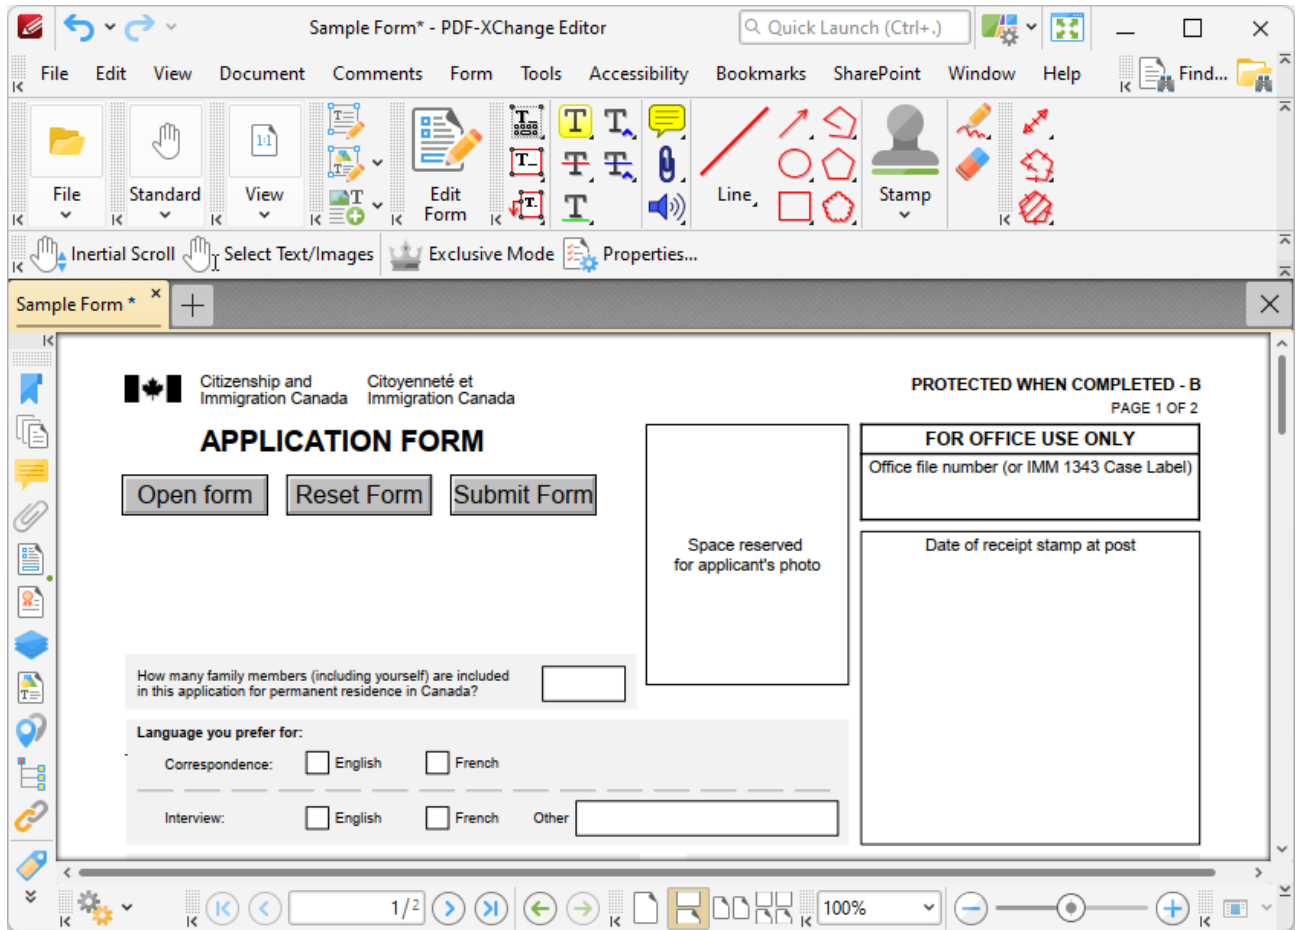 Sample Form* - PDF-XChange Editor
Quick Launch (Ctrl+.)
File Edit View Document Comments Form Tools Accessibility Bookmarks SharePoint Window Help
Find...
1:1
File
Standard
View
Edit
Form
Line
Stamp
Inertial Scroll
Select Text/Images
Exclusive Mode
Properties...
Sample Form *
Citizenship and
Immigration Canada
Citoyenneté et
Immigration Canada
PROTECTED WHEN COMPLETED - B
PAGE 1 OF 2
APPLICATION FORM
FOR OFFICE USE ONLY
Office file number (or IMM 1343 Case Label)
Open form
Reset Form
Submit Form
Space reserved
for applicant's photo
Date of receipt stamp at post
How many family members (including yourself) are included
in this application for permanent residence in Canada?
Language you prefer for:
Correspondence: English French
Interview: English French Other
1/2
100%